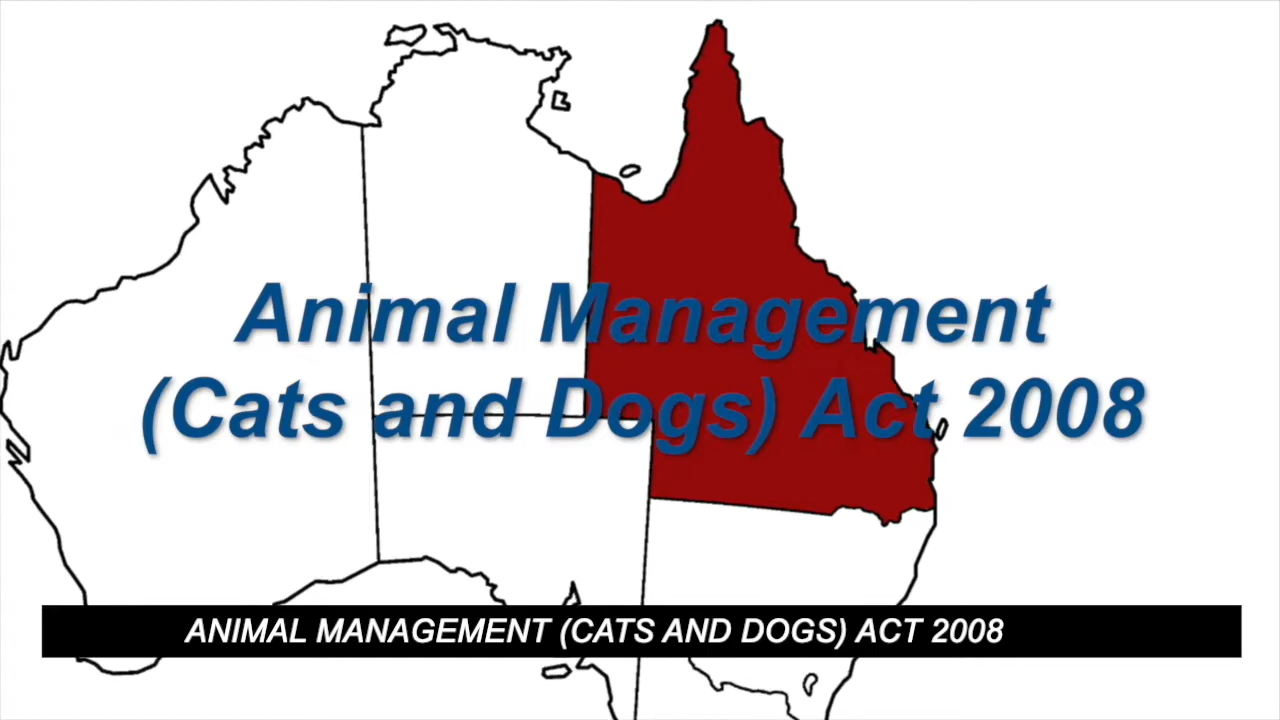 Animal Management
(Cats and Dogs) Act 2008
ANIMAL MANAGEMENT (CATS AND DOGS) ACT 2008